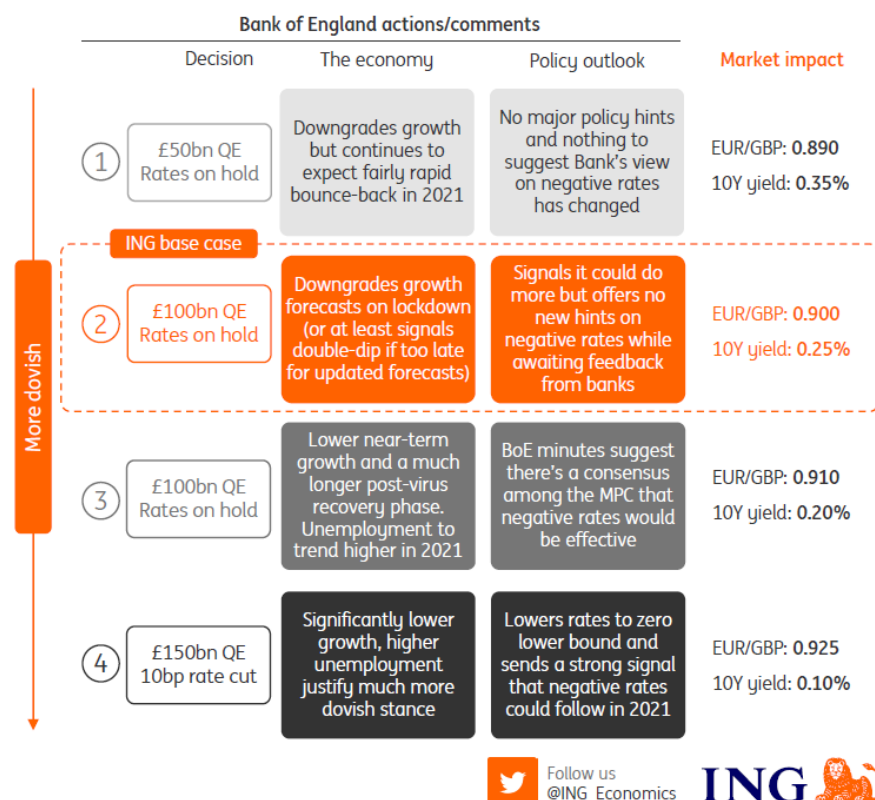 Bank of England actions/comments
Decision
The economy
Policy outlook
Market impact
More dovish
1
£50bn QE
Rates on hold
Downgrades growth
but continues to
expect fairly rapid
bounce-back in 2021
No major policy hints
and nothing to
suggest Bank's view
on negative rates
has changed
EUR/GBP: 0.890
10Y yield: 0.35%
ING base case
2
£100bn QE
Rates on hold
Downgrades growth
forecasts on lockdown
(or at least signals
double-dip if too late
for updated forecasts)
Signals it could do
more but offers no
new hints on
negative rates while
awaiting feedback
from banks
EUR/GBP: 0.900
10Y yield: 0.25%
3
£100bn QE
Rates on hold
Lower near-term
growth and a much
longer post-virus
recovery phase.
Unemployment to
trend higher in 2021
BoE minutes suggest
there's a consensus
among the MPC that
negative rates would
be effective
EUR/GBP: 0.910
10Y yield: 0.20%
4
£150bn QE
10bp rate cut
Significantly lower
growth, higher
unemployment
justify much more
dovish stance
Lowers rates to zero
lower bound and
sends a strong signal
that negative rates
could follow in 2021
EUR/GBP: 0.925
10Y yield: 0.10%
Follow us
@ING_Economics
ING